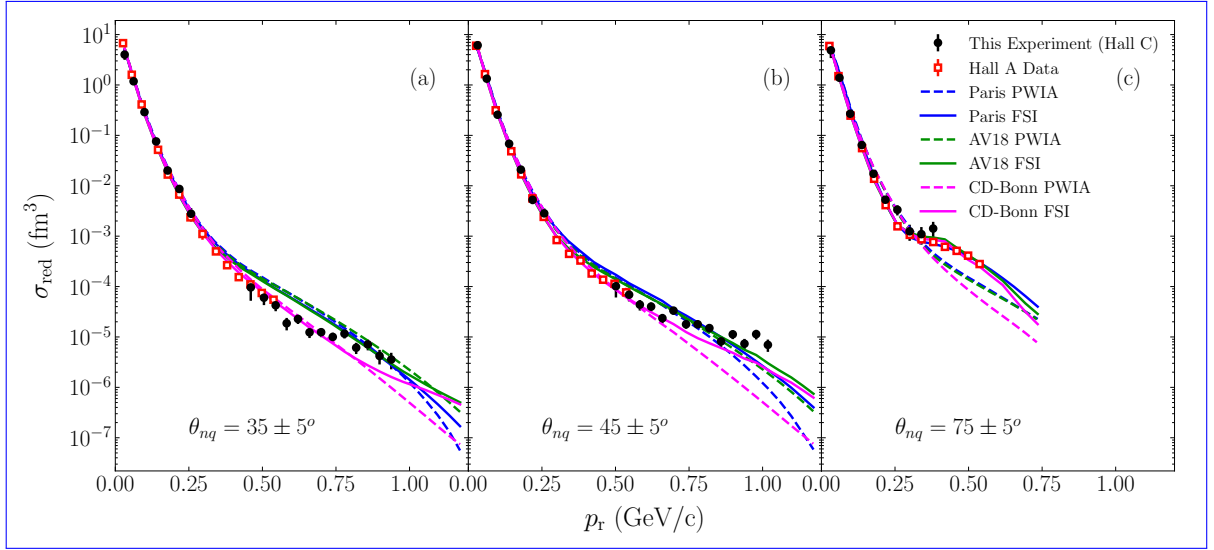 10^1
10^0
10^-1
10^-2
10^-3
10^-4
10^-5
10^-6
10^-7
σ_red (fm^3)
(a)
θ_nq = 35 ± 5^o
(b)
θ_nq = 45 ± 5^o
(c)
θ_nq = 75 ± 5^o
This Experiment (Hall C)
Hall A Data
Paris PWIA
Paris FSI
AV18 PWIA
AV18 FSI
CD-Bonn PWIA
CD-Bonn FSI
0.00 0.25 0.50 0.75 1.00 0.00 0.25 0.50 0.75 1.00 0.00 0.25 0.50 0.75 1.00
p_r (GeV/c)